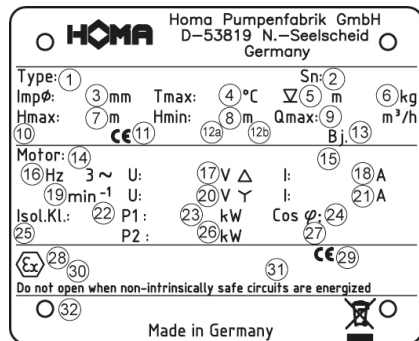 HOMA
Homa Pumpenfabrik GmbH
D-53819 N.-Seelscheid
Germany
Type: 1 Sn: 2
ImpØ: 3 mm Tmax: 4 °C 5 m 6 kg
Hmax: 7 m Hmin: 8 m Qmax: 9 m³/h
10 CE 11 12a 12b Bj. 13
Motor: 14 15
16 Hz 3~ U: 17 V △ I: 18 A
19 min⁻¹ U: 20 V Y I: 21 A
Isol.Kl.: 22 P1: 23 kW Cos φ: 24
25 P2: 26 kW 27
Ex 28 CE 29
30 31
Do not open when non-intrinsically safe circuits are energized
32
Made in Germany